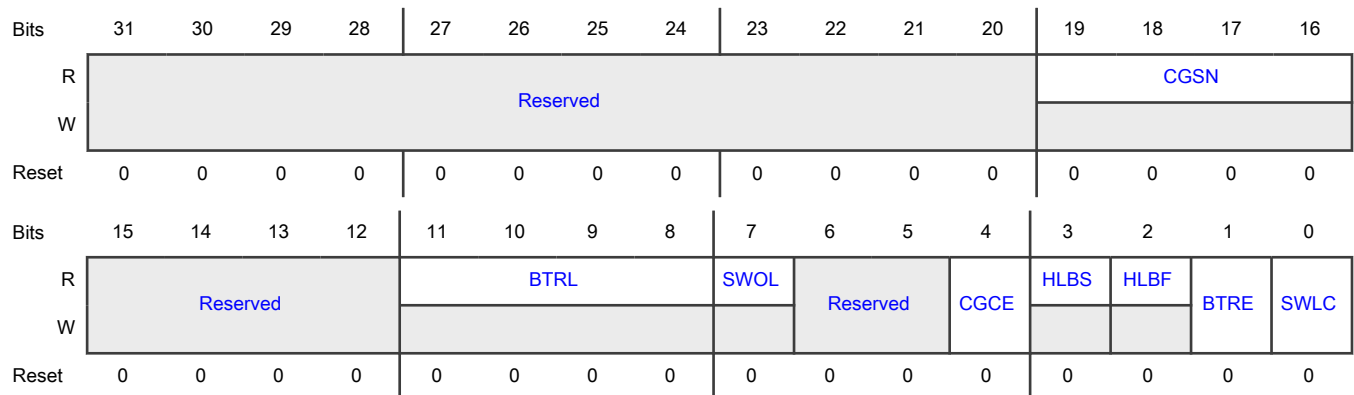 Bits 31 30 29 28 27 26 25 24 23 22 21 20 19 18 17 16
R CGSN
Reserved
W
Reset 0 0 0 0 0 0 0 0 0 0 0 0 0 0 0 0
Bits 15 14 13 12 11 10 9 8 7 6 5 4 3 2 1 0
R BTRL SWOL HLBS HLBF
Reserved Reserved CGCE BTRE SWLC
W
Reset 0 0 0 0 0 0 0 0 0 0 0 0 0 0 0 0